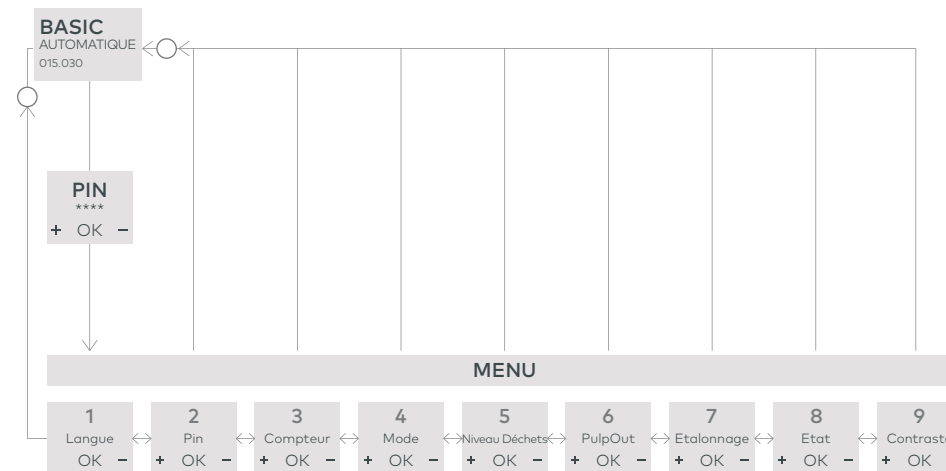 BASIC
AUTOMATIQUE
015.030
PIN
****
+ OK −
MENU
1 2 3 4 5 6 7 8 9
Langue Pin Compteur Mode Niveau Déchets PulpOut Etalonnage Etat
OK − + OK − + OK − + OK − + OK − + OK − + OK − + OK − + OK